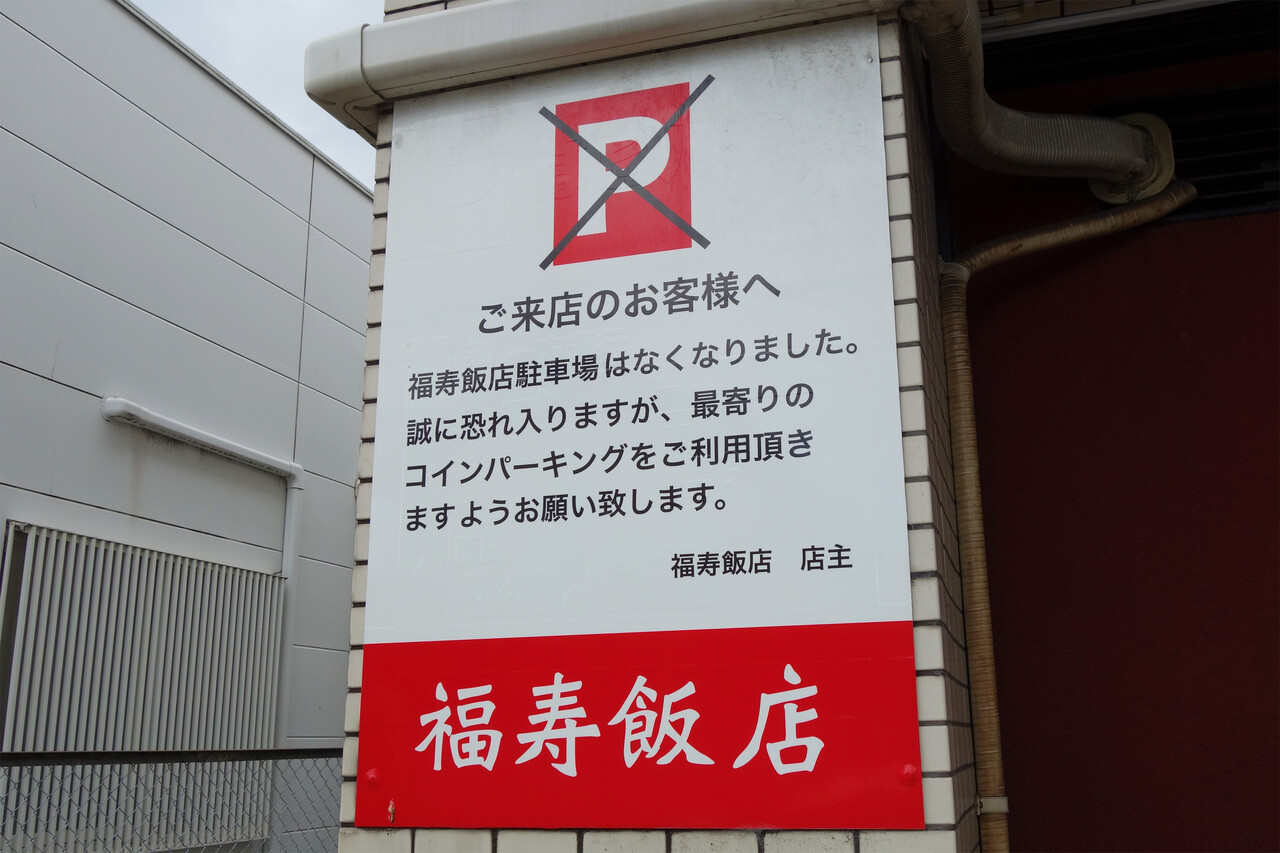 P
ご来店のお客様へ
福寿飯店駐車場はなくなりました。
誠に恐れ入りますが、最寄りの
コインパーキングをご利用頂き
ますようお願い致します。
福寿飯店　店主
福寿飯店